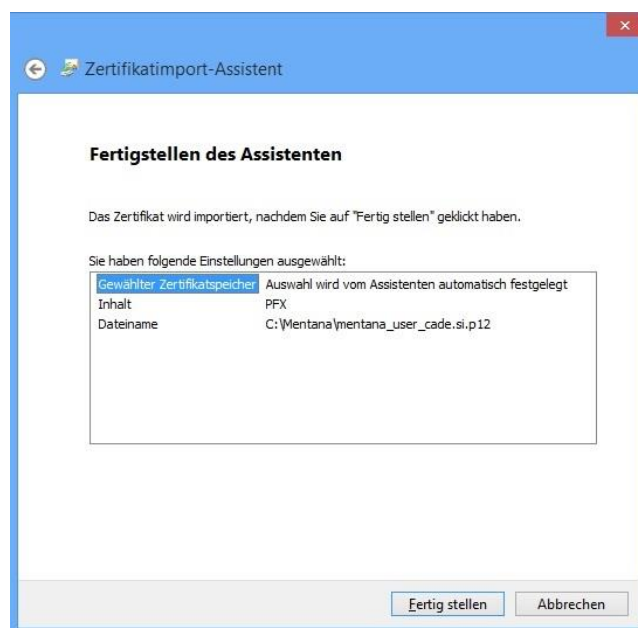 Zertifikatimport-Assistent
Fertigstellen des Assistenten
Das Zertifikat wird importiert, nachdem Sie auf "Fertig stellen" geklickt haben.
Sie haben folgende Einstellungen ausgewählt:
Gewählter Zertifikatspeicher Auswahl wird vom Assistenten automatisch festgelegt
Inhalt PFX
Dateiname C:\Mentana\mentana_user_cade.si.p12
Fertig stellen Abbrechen